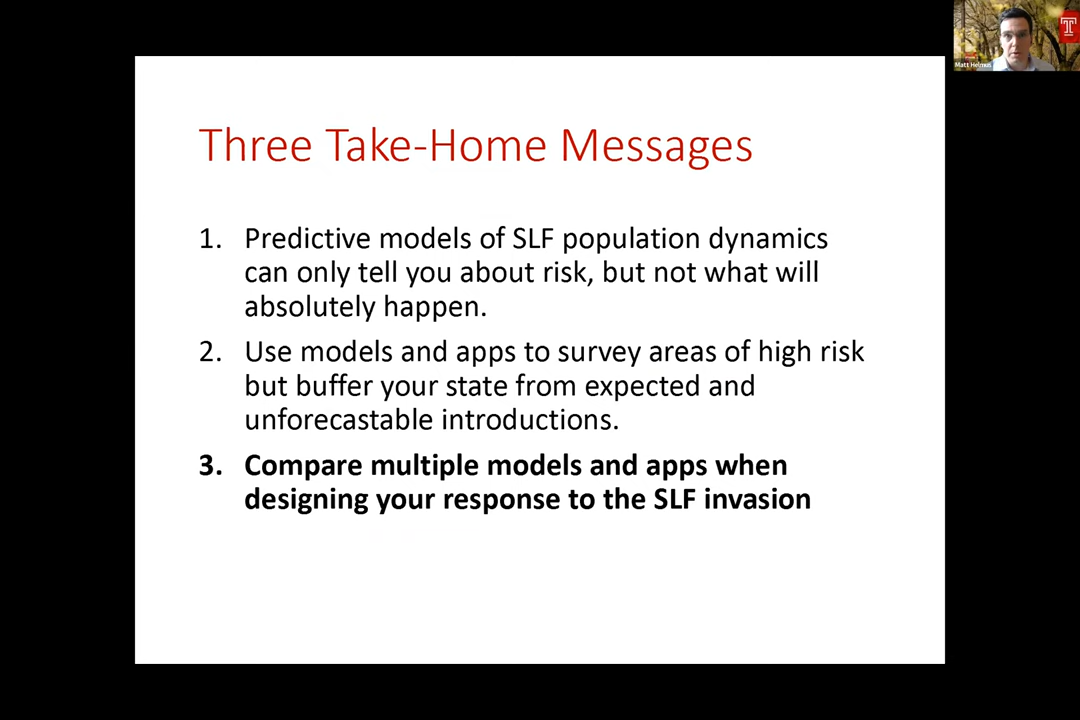 Matt Helmus
Three Take-Home Messages
1. Predictive models of SLF population dynamics
can only tell you about risk, but not what will
absolutely happen.
2. Use models and apps to survey areas of high risk
but buffer your state from expected and
unforecastable introductions.
3. Compare multiple models and apps when
designing your response to the SLF invasion